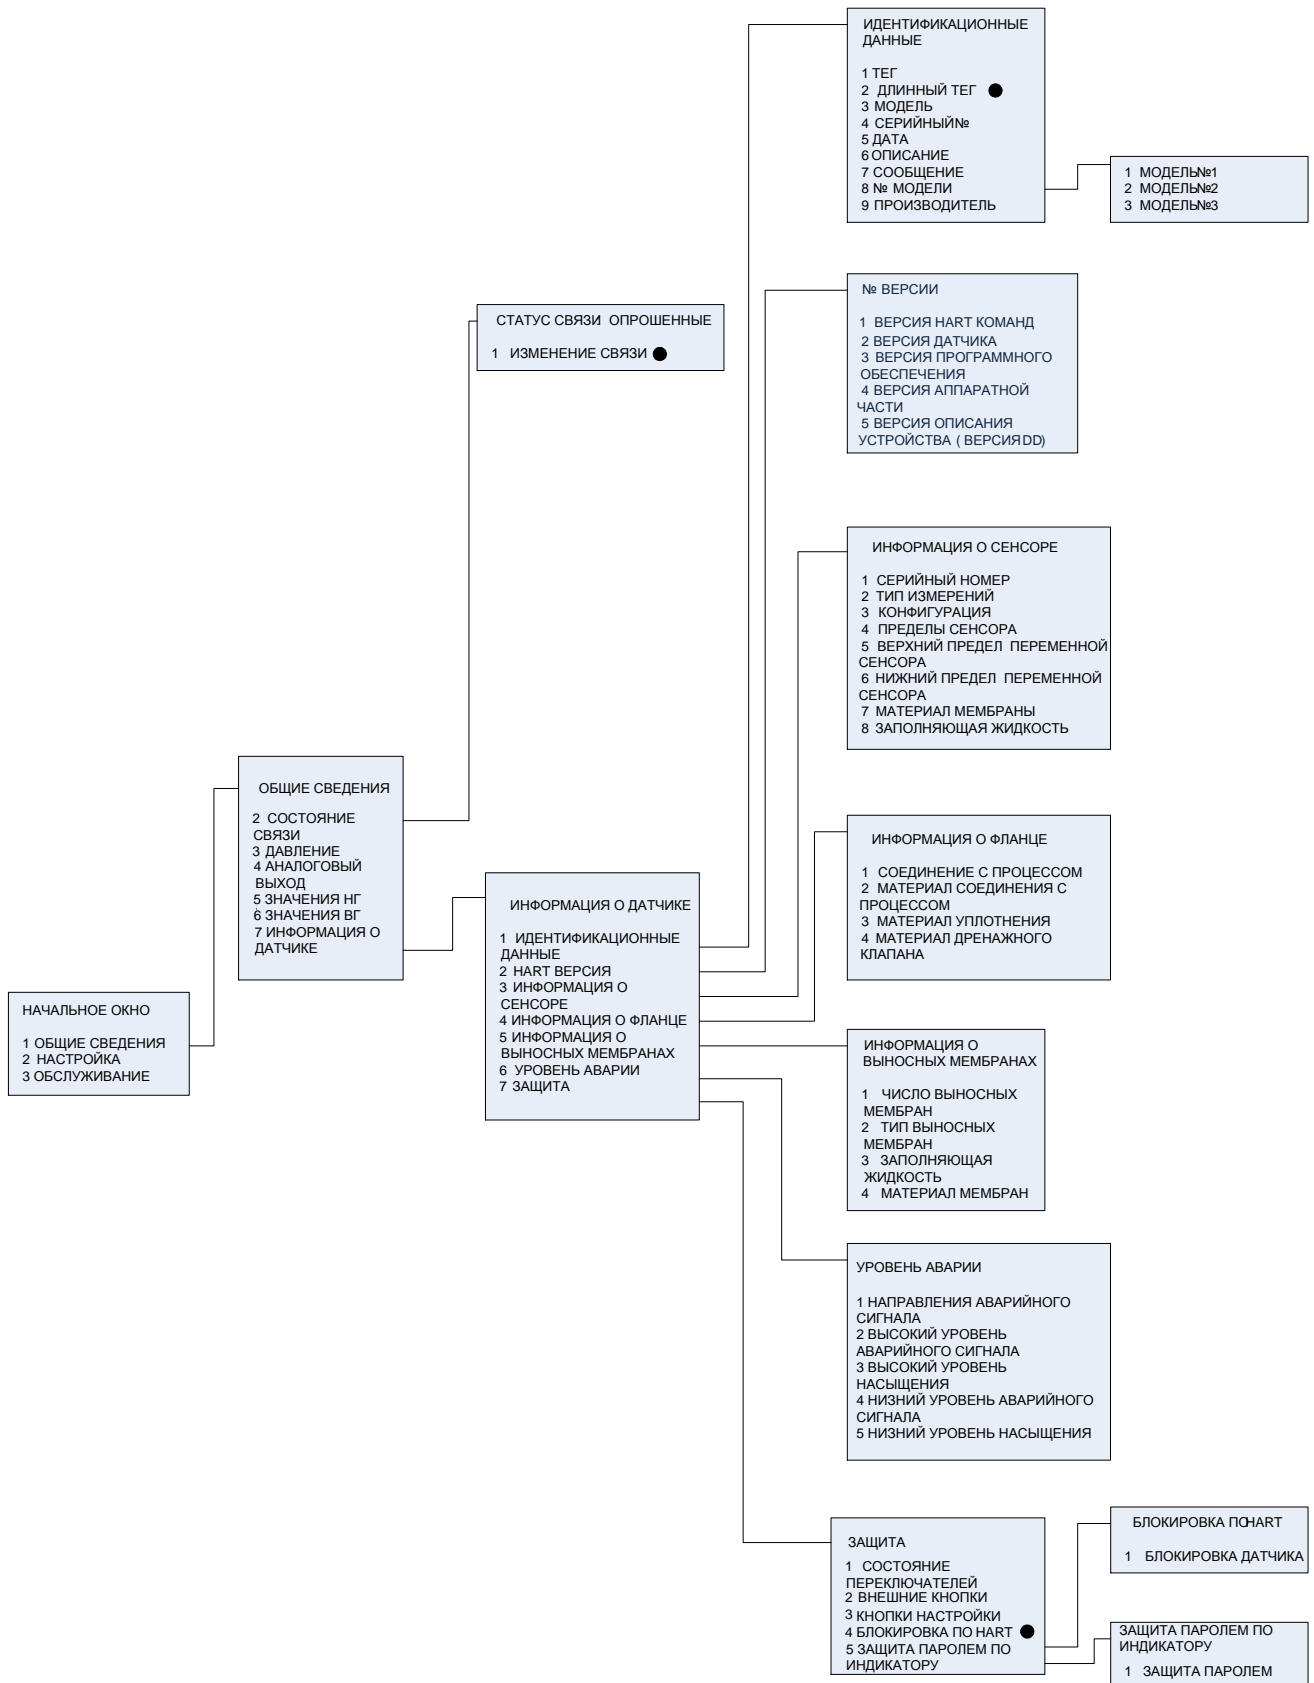 ИДЕНТИФИКАЦИОННЫЕ
ДАННЫЕ
1 ТЕГ
2 ДЛИННЫЙ ТЕГ ●
3 МОДЕЛЬ
4 СЕРИЙНЫЙ№
5 ДАТА
6 ОПИСАНИЕ
7 СООБЩЕНИЕ
8 № МОДЕЛИ
9 ПРОИЗВОДИТЕЛЬ
1 МОДЕЛЬ№1
2 МОДЕЛЬ№2
3 МОДЕЛЬ№3
№ ВЕРСИИ
1 ВЕРСИЯ HART КОМАНД
2 ВЕРСИЯ ДАТЧИКА
3 ВЕРСИЯ ПРОГРАММНОГО
ОБЕСПЕЧЕНИЯ
4 ВЕРСИЯ АППАРАТНОЙ
ЧАСТИ
5 ВЕРСИЯ ОПИСАНИЯ
УСТРОЙСТВА ( ВЕРСИЯ DD)
СТАТУС СВЯЗИ ОПРОШЕННЫЕ
1 ИЗМЕНЕНИЕ СВЯЗИ ●
ИНФОРМАЦИЯ О СЕНСОРЕ
1 СЕРИЙНЫЙ НОМЕР
2 ТИП ИЗМЕРЕНИЙ
3 КОНФИГУРАЦИЯ
4 ПРЕДЕЛЫ СЕНСОРА
5 ВЕРХНИЙ ПРЕДЕЛ ПЕРЕМЕННОЙ
СЕНСОРА
6 НИЖНИЙ ПРЕДЕЛ ПЕРЕМЕННОЙ
СЕНСОРА
7 МАТЕРИАЛ МЕМБРАНЫ
8 ЗАПОЛНЯЮЩАЯ ЖИДКОСТЬ
ОБЩИЕ СВЕДЕНИЯ
2 СОСТОЯНИЕ
СВЯЗИ
3 ДАВЛЕНИЕ
4 АНАЛОГОВЫЙ
ВЫХОД
5 ЗНАЧЕНИЯ НГ
6 ЗНАЧЕНИЯ ВГ
7 ИНФОРМАЦИЯ О
ДАТЧИКЕ
ИНФОРМАЦИЯ О ФЛАНЦЕ
1 СОЕДИНЕНИЕ С ПРОЦЕССОМ
2 МАТЕРИАЛ СОЕДИНЕНИЯ С
ПРОЦЕССОМ
3 МАТЕРИАЛ УПЛОТНЕНИЯ
4 МАТЕРИАЛ ДРЕНАЖНОГО
КЛАПАНА
ИНФОРМАЦИЯ О ДАТЧИКЕ
1 ИДЕНТИФИКАЦИОННЫЕ
ДАННЫЕ
2 HART ВЕРСИЯ
3 ИНФОРМАЦИЯ О
СЕНСОРЕ
4 ИНФОРМАЦИЯ О ФЛАНЦЕ
5 ИНФОРМАЦИЯ О
ВЫНОСНЫХ МЕМБРАНАХ
6 УРОВЕНЬ АВАРИИ
7 ЗАЩИТА
НАЧАЛЬНОЕ ОКНО
1 ОБЩИЕ СВЕДЕНИЯ
2 НАСТРОЙКА
3 ОБСЛУЖИВАНИЕ
ИНФОРМАЦИЯ О
ВЫНОСНЫХ МЕМБРАНАХ
1 ЧИСЛО ВЫНОСНЫХ
МЕМБРАН
2 ТИП ВЫНОСНЫХ
МЕМБРАН
3 ЗАПОЛНЯЮЩАЯ
ЖИДКОСТЬ
4 МАТЕРИАЛ МЕМБРАН
УРОВЕНЬ АВАРИИ
1 НАПРАВЛЕНИЯ АВАРИЙНОГО
СИГНАЛА
2 ВЫСОКИЙ УРОВЕНЬ
АВАРИЙНОГО СИГНАЛА
3 ВЫСОКИЙ УРОВЕНЬ
НАСЫЩЕНИЯ
4 НИЗНИЙ УРОВЕНЬ АВАРИЙНОГО
СИГНАЛА
5 НИЗНИЙ УРОВЕНЬ НАСЫЩЕНИЯ
ЗАЩИТА
1 СОСТОЯНИЕ
ПЕРЕКЛЮЧАТЕЛЕЙ
2 ВНЕШНИЕ КНОПКИ
3 КНОПКИ НАСТРОЙКИ
4 БЛОКИРОВКА ПО HART ●
5 ЗАЩИТА ПАРОЛЕМ ПО
ИНДИКАТОРУ
БЛОКИРОВКА ПО HART
1 БЛОКИРОВКА ДАТЧИКА
ЗАЩИТА ПАРОЛЕМ ПО
ИНДИКАТОРУ
1 ЗАЩИТА ПАРОЛЕМ